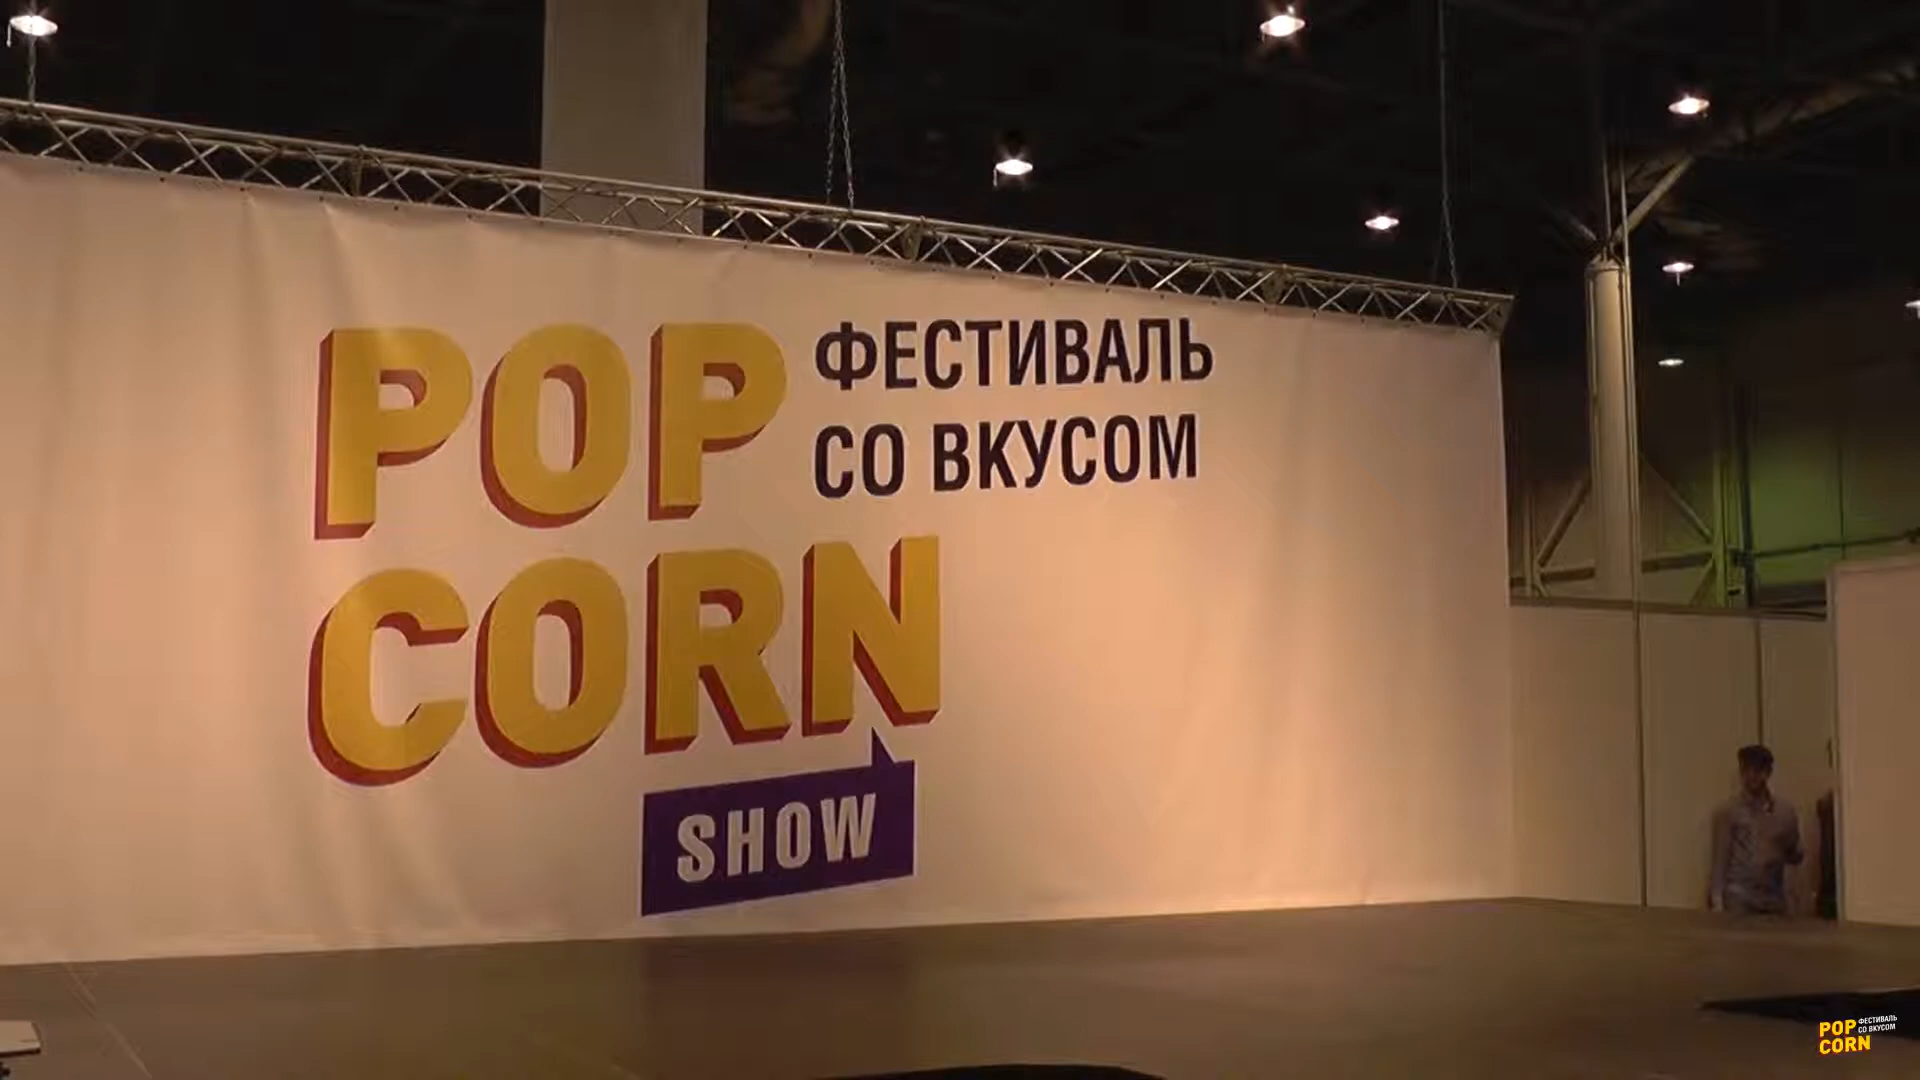 POP
ФЕСТИВАЛЬ
СО ВКУСОМ
CORN
SHOW
POP ФЕСТИВАЛЬ
СО ВКУСОМ
CORN